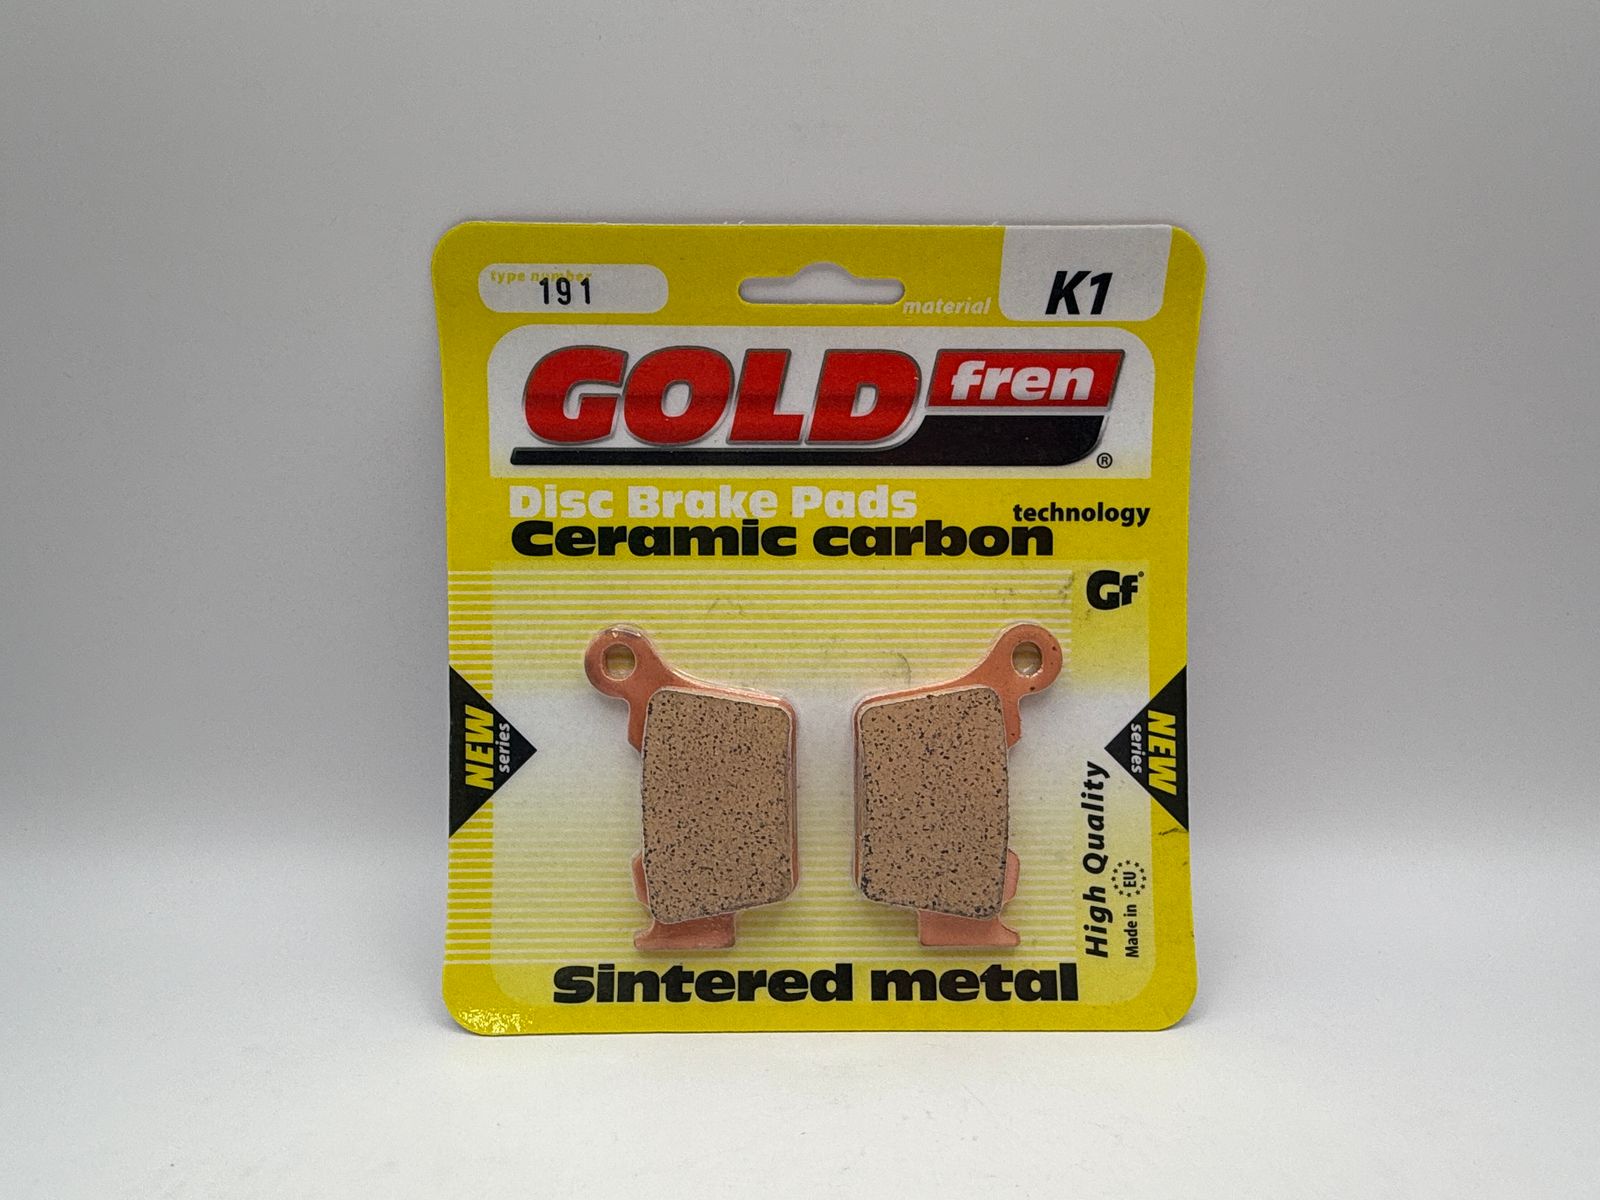 type number
191
material
K1
GOLD fren
®
Disc Brake Pads
Ceramic carbon technology
Gf
NEW
series
NEW
series
High Quality
Made in EU
Sintered metal